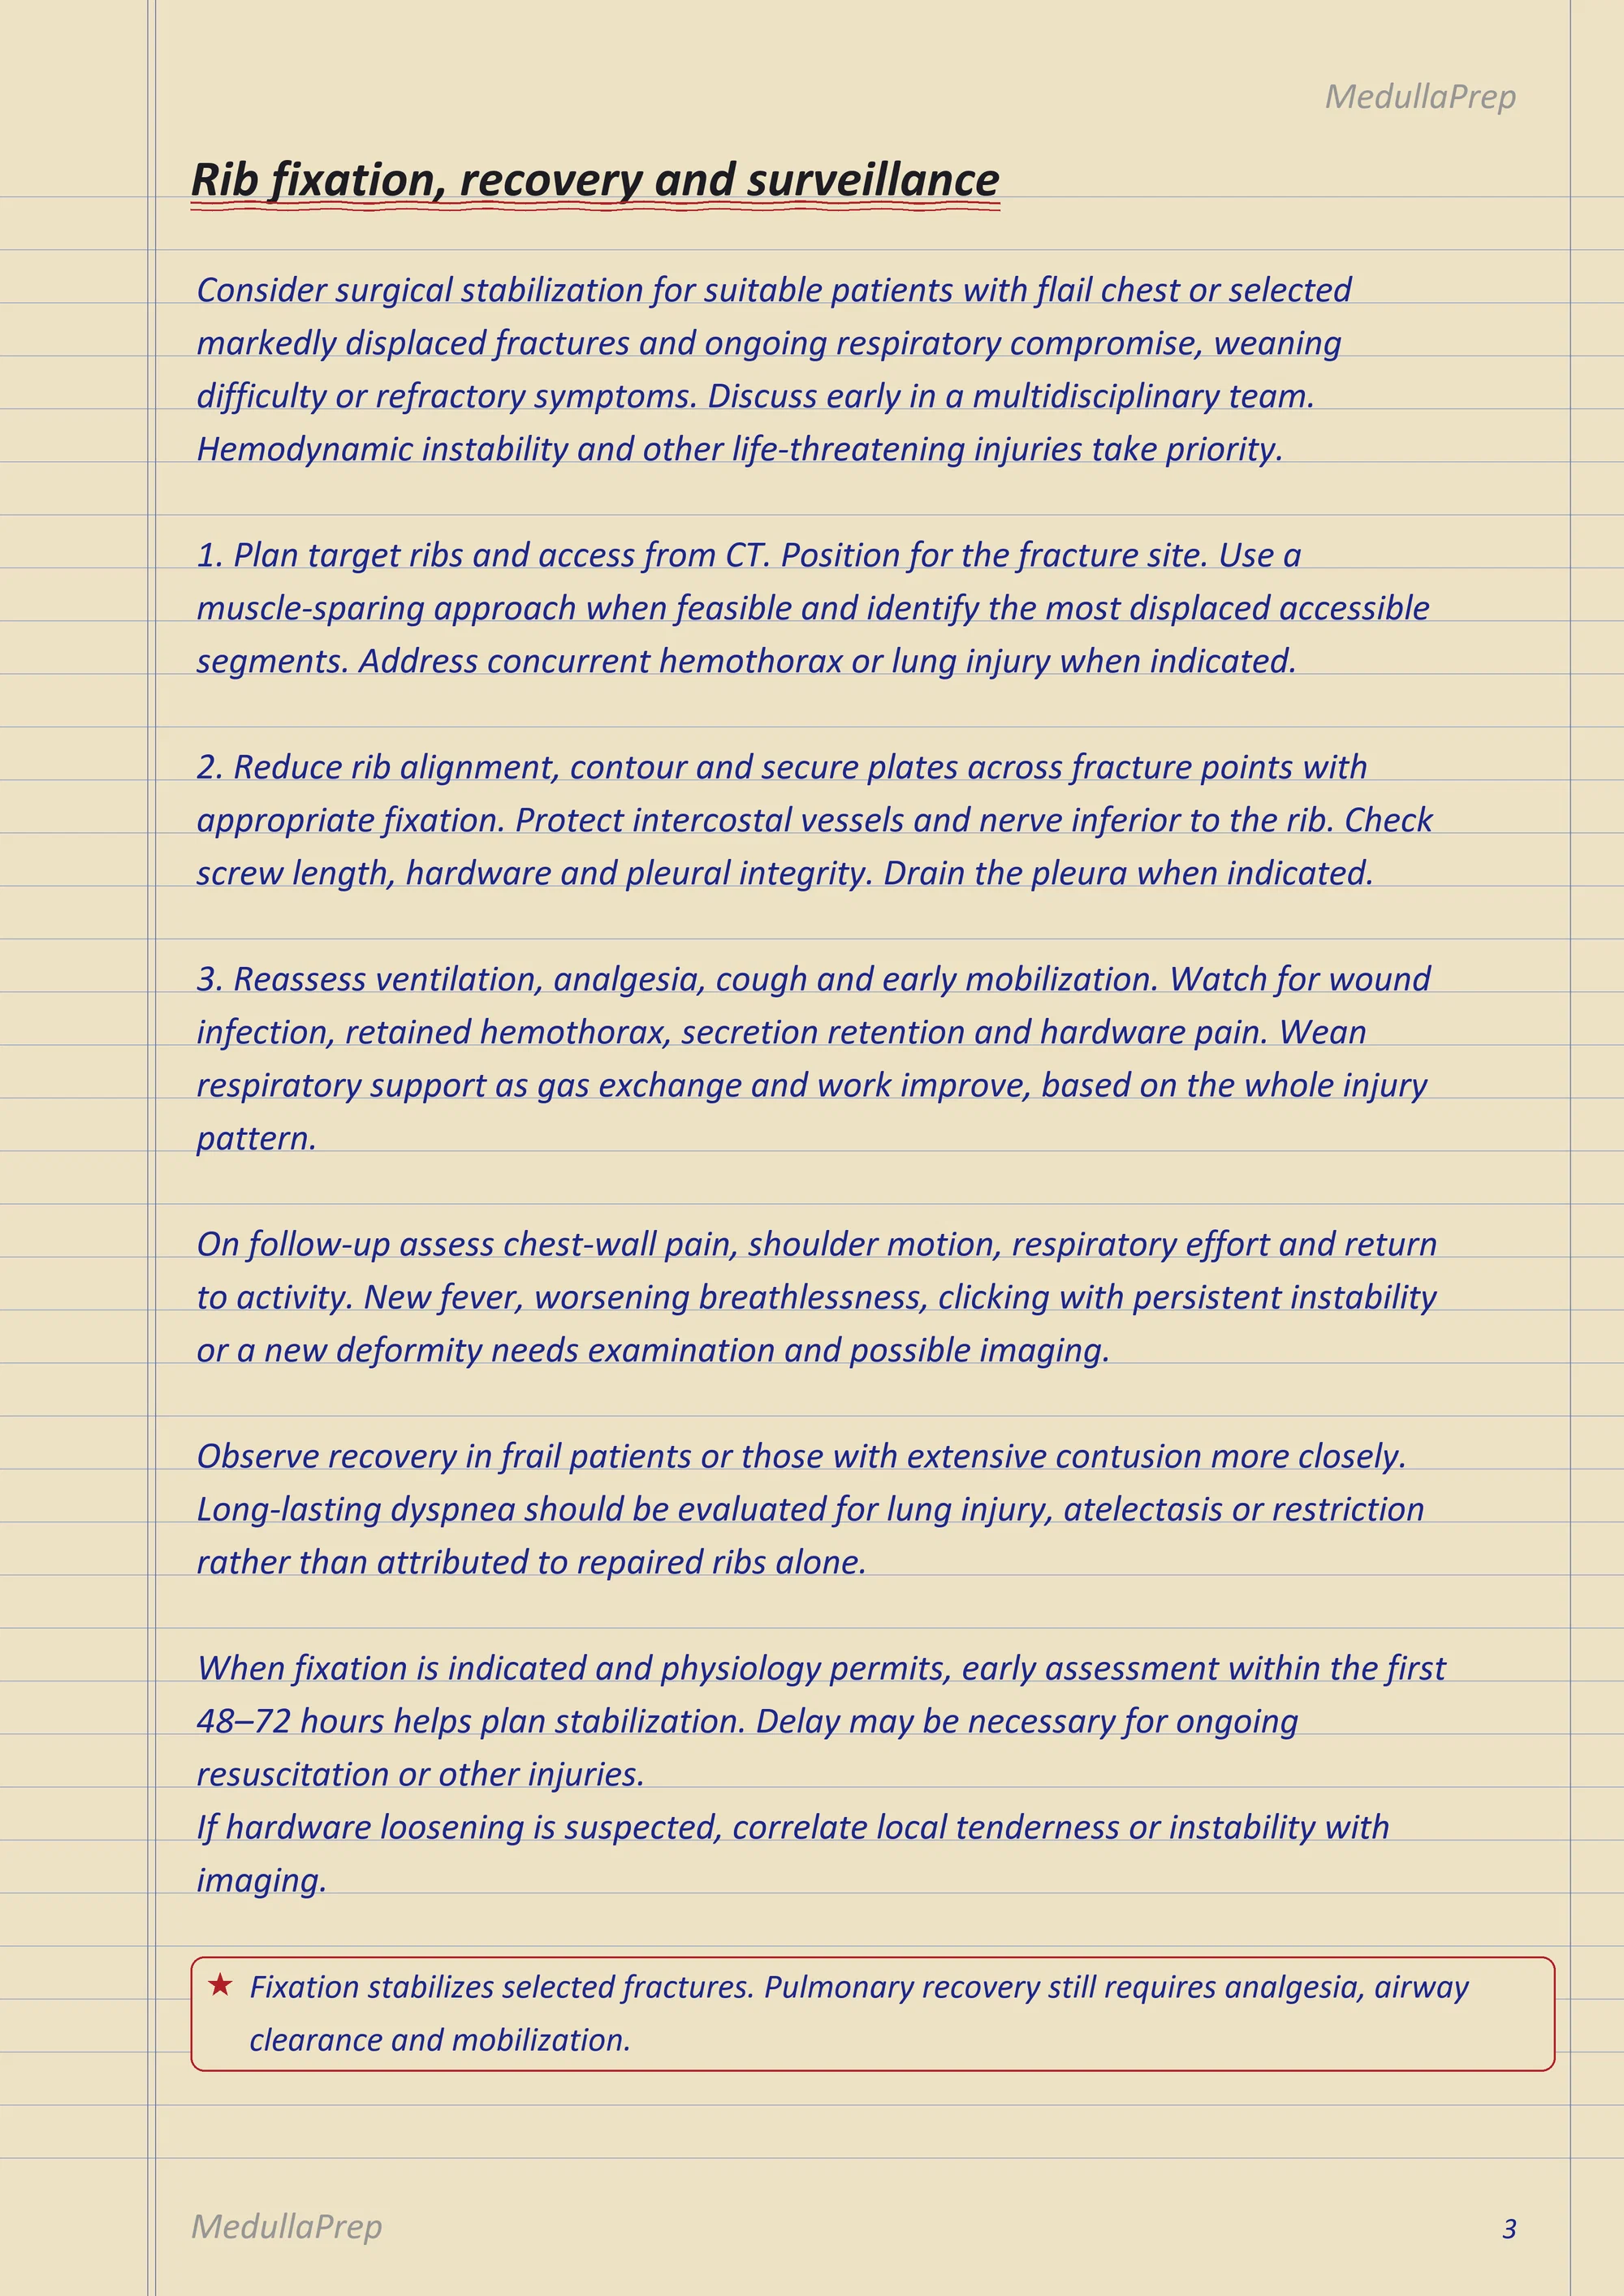 MedullaPrep
Rib fixation, recovery and surveillance
Consider surgical stabilization for suitable patients with flail chest or selected
markedly displaced fractures and ongoing respiratory compromise, weaning
difficulty or refractory symptoms. Discuss early in a multidisciplinary team.
Hemodynamic instability and other life-threatening injuries take priority.
1. Plan target ribs and access from CT. Position for the fracture site. Use a
muscle-sparing approach when feasible and identify the most displaced accessible
segments. Address concurrent hemothorax or lung injury when indicated.
2. Reduce rib alignment, contour and secure plates across fracture points with
appropriate fixation. Protect intercostal vessels and nerve inferior to the rib. Check
screw length, hardware and pleural integrity. Drain the pleura when indicated.
3. Reassess ventilation, analgesia, cough and early mobilization. Watch for wound
infection, retained hemothorax, secretion retention and hardware pain. Wean
respiratory support as gas exchange and work improve, based on the whole injury
pattern.
On follow-up assess chest-wall pain, shoulder motion, respiratory effort and return
to activity. New fever, worsening breathlessness, clicking with persistent instability
or a new deformity needs examination and possible imaging.
Observe recovery in frail patients or those with extensive contusion more closely.
Long-lasting dyspnea should be evaluated for lung injury, atelectasis or restriction
rather than attributed to repaired ribs alone.
When fixation is indicated and physiology permits, early assessment within the first
48–72 hours helps plan stabilization. Delay may be necessary for ongoing
resuscitation or other injuries.
If hardware loosening is suspected, correlate local tenderness or instability with
imaging.
★ Fixation stabilizes selected fractures. Pulmonary recovery still requires analgesia, airway
clearance and mobilization.
MedullaPrep
3